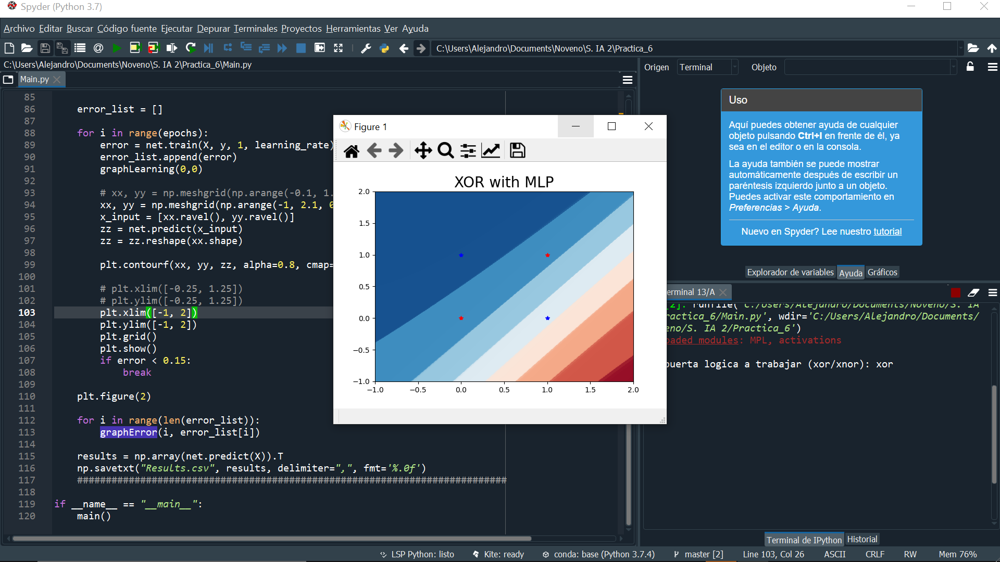 Spyder (Python 3.7)
Archivo Editar Buscar Código fuente Ejecutar Depurar Terminales Proyectos Herramientas Ver Ayuda
C:\Users\Alejandro\Documents\Noveno\S. IA 2\Practica_6
C:\Users\Alejandro\Documents\Noveno\S. IA 2\Practica_6\Main.py
Main.py
85
86 error_list = []
87
88 for i in range(epochs):
89 error = net.train(X, y, 1, learning_rate)
90 error_list.append(error)
91 graphLearning(0,0)
92
93 # xx, yy = np.meshgrid(np.arange(-0.1, 1.
94 xx, yy = np.meshgrid(np.arange(-1, 2.1,
95 x_input = [xx.ravel(), yy.ravel()]
96 zz = net.predict(x_input)
97 zz = zz.reshape(xx.shape)
98
99 plt.contourf(xx, yy, zz, alpha=0.8, cmap=
100
101 # plt.xlim([-0.25, 1.25])
102 # plt.ylim([-0.25, 1.25])
103 plt.xlim([-1, 2])
104 plt.ylim([-1, 2])
105 plt.grid()
106 plt.show()
107 if error < 0.15:
108 break
109
110 plt.figure(2)
111
112 for i in range(len(error_list)):
113 graphError(i, error_list[i])
114
115 results = np.array(net.predict(X)).T
116 np.savetxt("Results.csv", results, delimiter=",", fmt='%.0f')
117 ###########################################################################
118
119 if __name__ == "__main__":
120 main()
Figure 1
XOR with MLP
2.0
1.5
1.0
0.5
0.0
−0.5
−1.0
−1.0 −0.5 0.0 0.5 1.0 1.5 2.0
Origen Terminal Objeto
Uso
Aquí puedes obtener ayuda de cualquier
objeto pulsando Ctrl+I en frente de él, ya
sea en el editor o en la consola.
La ayuda también se puede mostrar
automáticamente después de escribir un
paréntesis izquierdo junto a un objeto.
Puedes activar este comportamiento en
Preferencias > Ayuda.
Nuevo en Spyder? Lee nuestro tutorial
Explorador de variables Ayuda Gráficos
erminal 13/A
2]: runfile('C:/Users/Alejandro/Documents/Noveno/S. IA
ractica_6/Main.py', wdir='C:/Users/Alejandro/Documents/
eno/S. IA 2/Practica_6')
oaded modules: MPL, activations
puerta logica a trabajar (xor/xnor): xor
Terminal de IPython Historial
LSP Python: listo Kite: ready conda: base (Python 3.7.4) master [2] Line 103, Col 26 ASCII CRLF RW Mem 76%